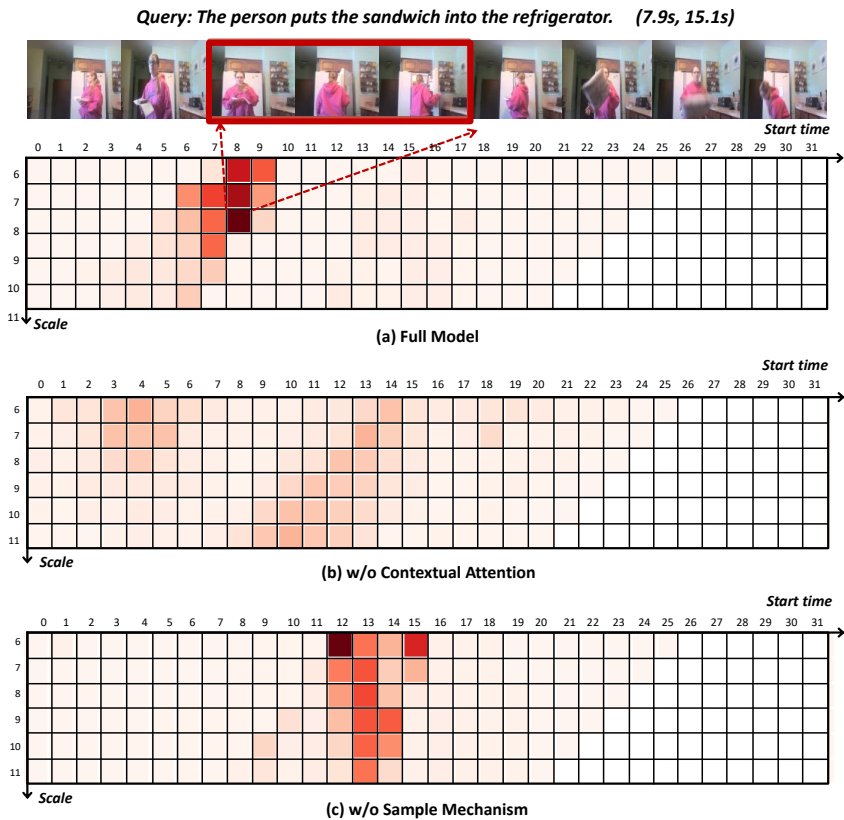 Query: The person puts the sandwich into the refrigerator. (7.9s, 15.1s)
Start time
0 1 2 3 4 5 6 7 8 9 10 11 12 13 14 15 16 17 18 19 20 21 22 23 24 25 26 27 28 29 30 31
6
7
8
9
10
11
Scale
(a) Full Model
Start time
0 1 2 3 4 5 6 7 8 9 10 11 12 13 14 15 16 17 18 19 20 21 22 23 24 25 26 27 28 29 30 31
6
7
8
9
10
11
Scale
(b) w/o Contextual Attention
Start time
0 1 2 3 4 5 6 7 8 9 10 11 12 13 14 15 16 17 18 19 20 21 22 23 24 25 26 27 28 29 30 31
6
7
8
9
10
11
Scale
(c) w/o Sample Mechanism